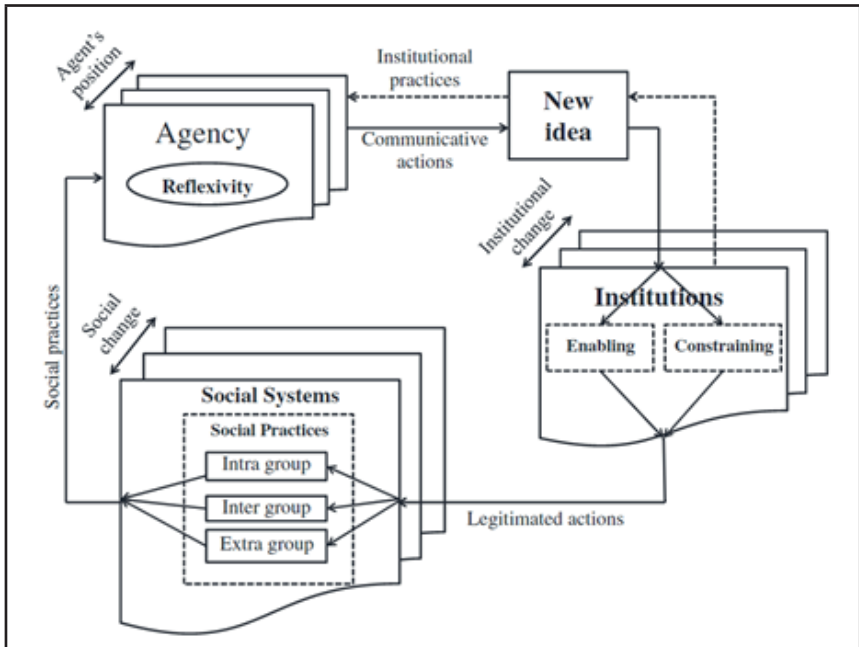 Agent's
position
Institutional
practices
New
idea
Agency
Communicative
actions
Reflexivity
Institutional
change
Institutions
Enabling
Constraining
Social
change
Social practices
Social Systems
Social Practices
Intra group
Inter group
Extra group
Legitimated actions